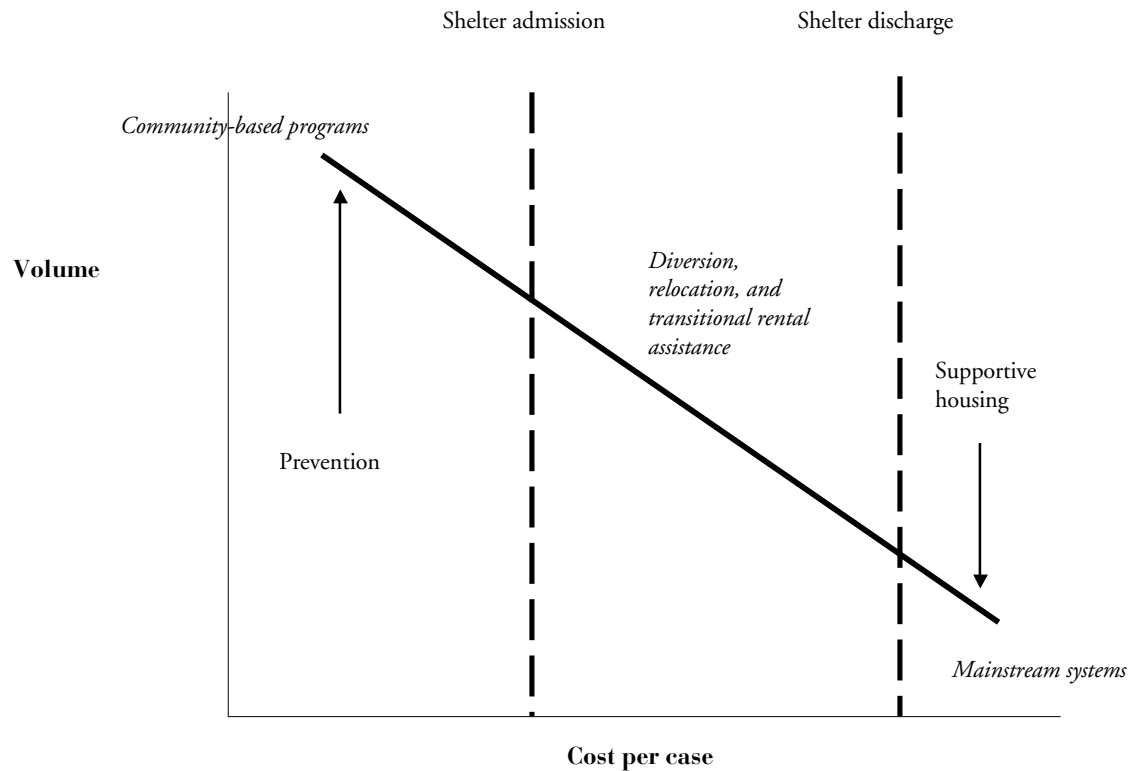 Shelter admission
Shelter discharge
Community-based programs
Volume
Diversion,
relocation, and
transitional rental
assistance
Supportive
housing
Prevention
Mainstream systems
Cost per case